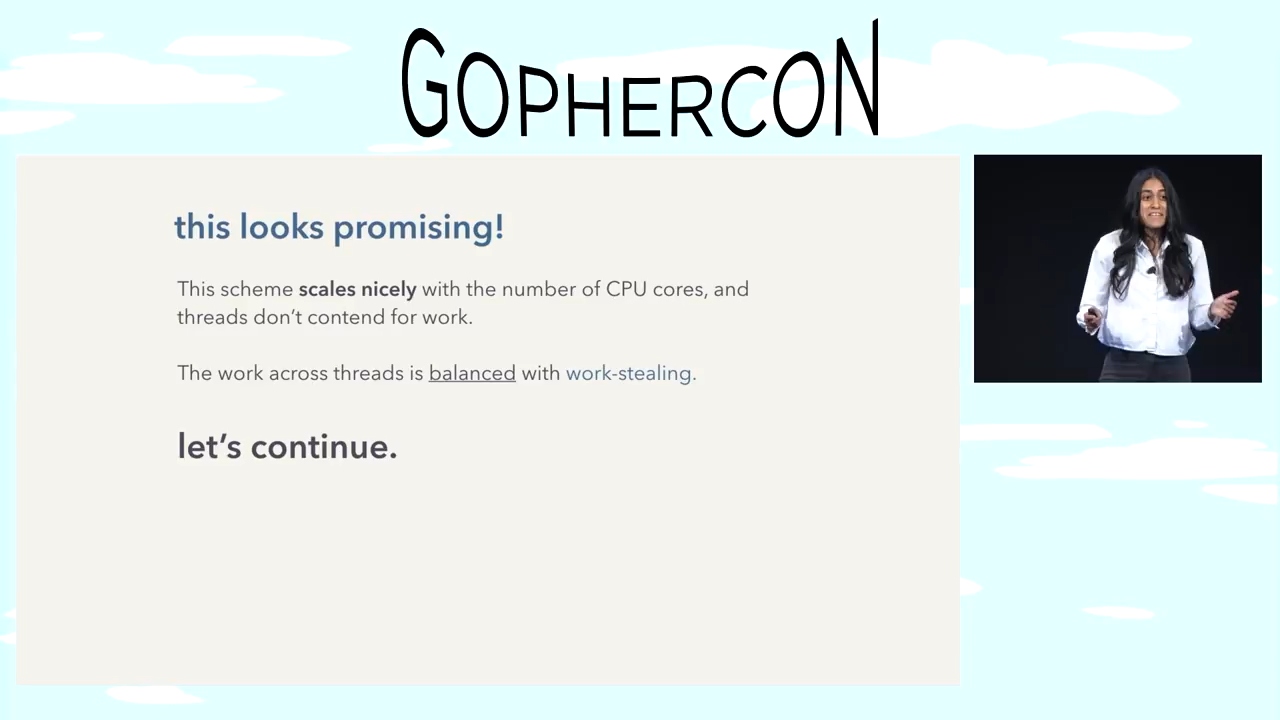 GOPHERCON
this looks promising!
This scheme scales nicely with the number of CPU cores, and
threads don’t contend for work.
The work across threads is balanced with work-stealing.
let’s continue.